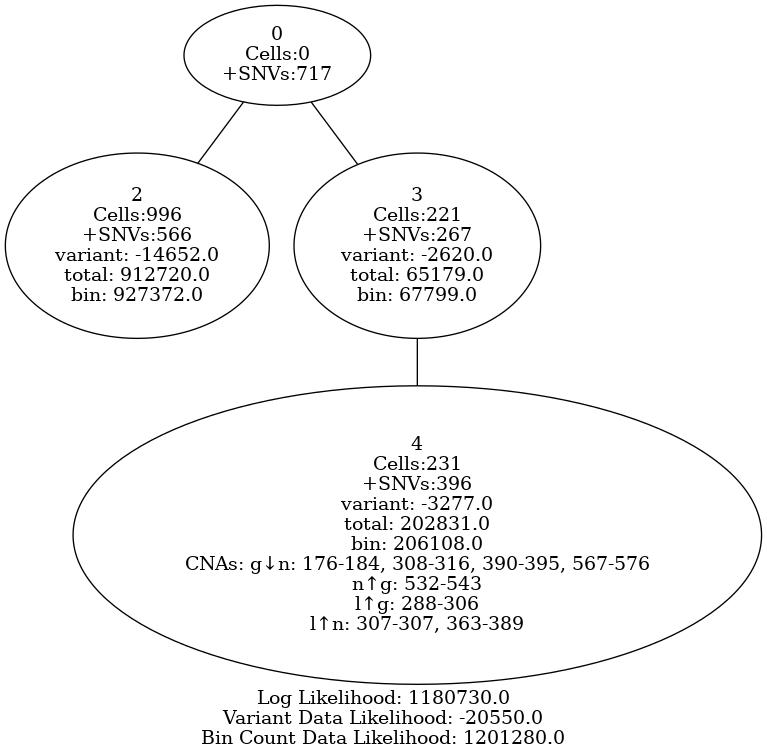 0
Cells:0
+SNVs:717
2
Cells:996
+SNVs:566
variant: -14652.0
total: 912720.0
bin: 927372.0
3
Cells:221
+SNVs:267
variant: -2620.0
total: 65179.0
bin: 67799.0
4
Cells:231
+SNVs:396
variant: -3277.0
total: 202831.0
bin: 206108.0
CNAs: g↓n: 176-184, 308-316, 390-395, 567-576
n↑g: 532-543
l↑g: 288-306
l↑n: 307-307, 363-389
Log Likelihood: 1180730.0
Variant Data Likelihood: -20550.0
Bin Count Data Likelihood: 1201280.0